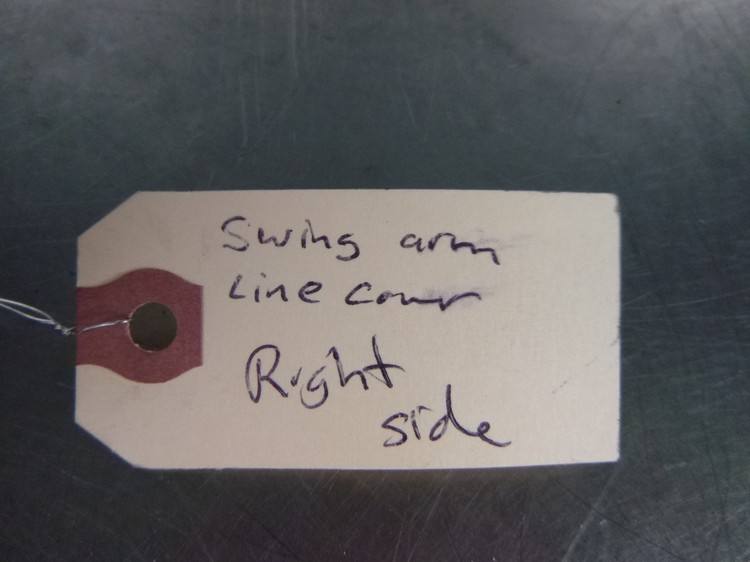 Swing arm
Line cover
Right
side